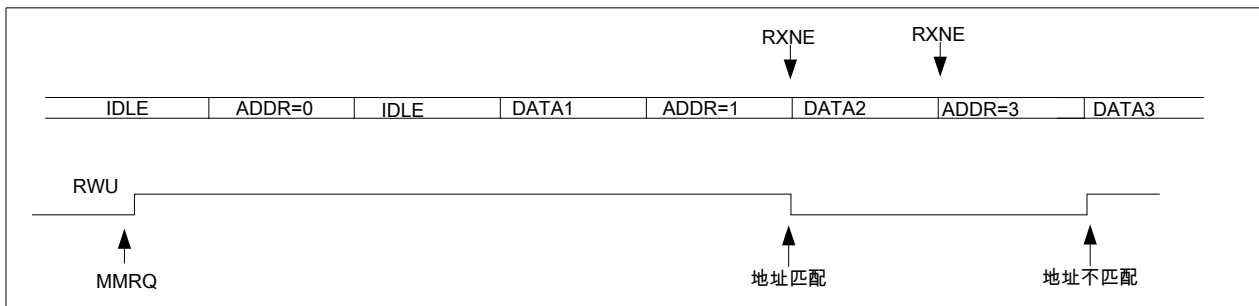 RXNE RXNE
IDLE ADDR=0 IDLE DATA1 ADDR=1 DATA2 ADDR=3 DATA3
RWU
MMRQ 地址匹配 地址不匹配